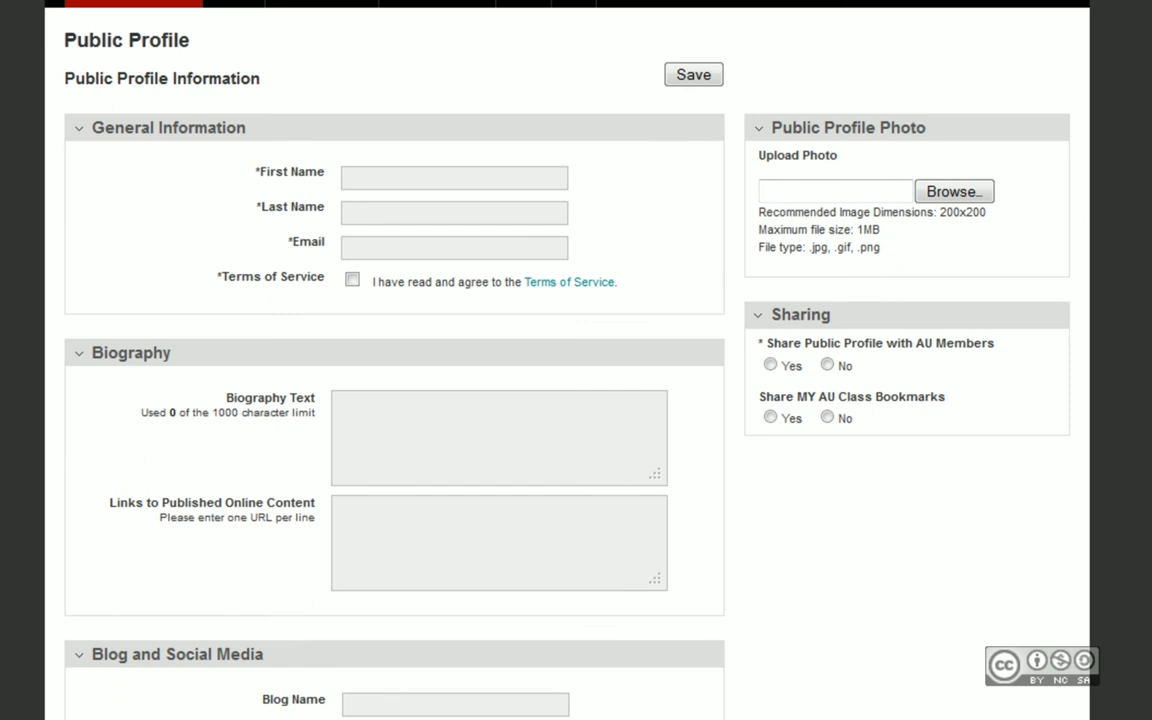 Public Profile
Public Profile Information
Save
General Information
*First Name
*Last Name
*Email
*Terms of Service
I have read and agree to the Terms of Service.
Biography
Biography Text
Used 0 of the 1000 character limit
Links to Published Online Content
Please enter one URL per line
Blog and Social Media
Blog Name
Public Profile Photo
Upload Photo
Browse...
Recommended Image Dimensions: 200x200
Maximum file size: 1MB
File type: .jpg, .gif, .png
Sharing
* Share Public Profile with AU Members
Yes No
Share MY AU Class Bookmarks
Yes No
cc
BY NC SA